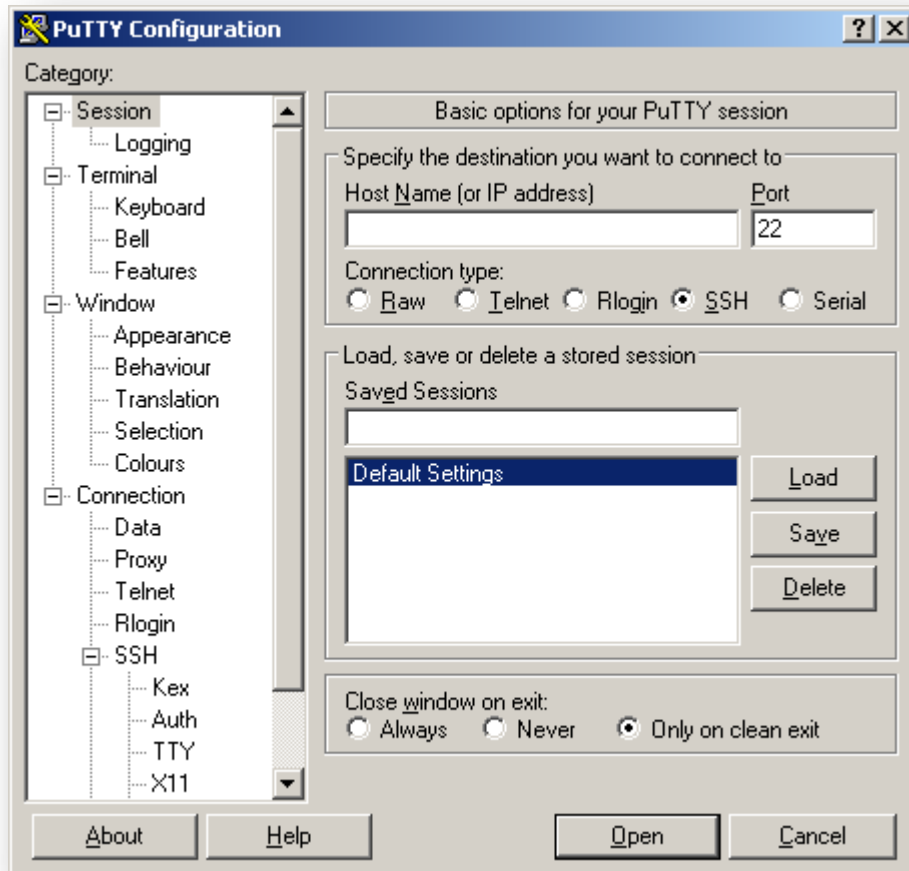 PuTTY Configuration
Category:
Session
Logging
Terminal
Keyboard
Bell
Features
Window
Appearance
Behaviour
Translation
Selection
Colours
Connection
Data
Proxy
Telnet
Rlogin
SSH
Kex
Auth
TTY
X11
Basic options for your PuTTY session
Specify the destination you want to connect to
Host Name (or IP address) Port
22
Connection type:
Raw Telnet Rlogin SSH Serial
Load, save or delete a stored session
Saved Sessions
Default Settings
Load
Save
Delete
Close window on exit:
Always Never Only on clean exit
About Help Open Cancel